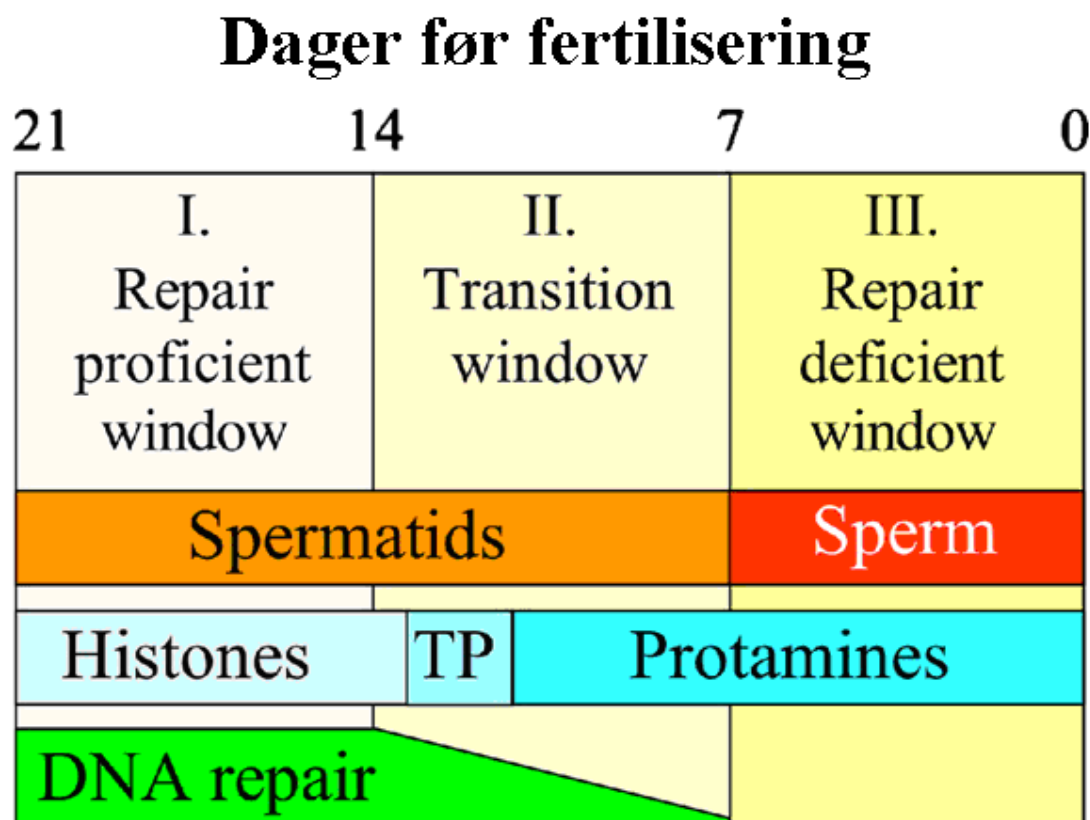 Dager før fertilisering
21 14 7 0
I.
Repair
proficient
window
II.
Transition
window
III.
Repair
deficient
window
Spermatids Sperm
Histones TP Protamines
DNA repair